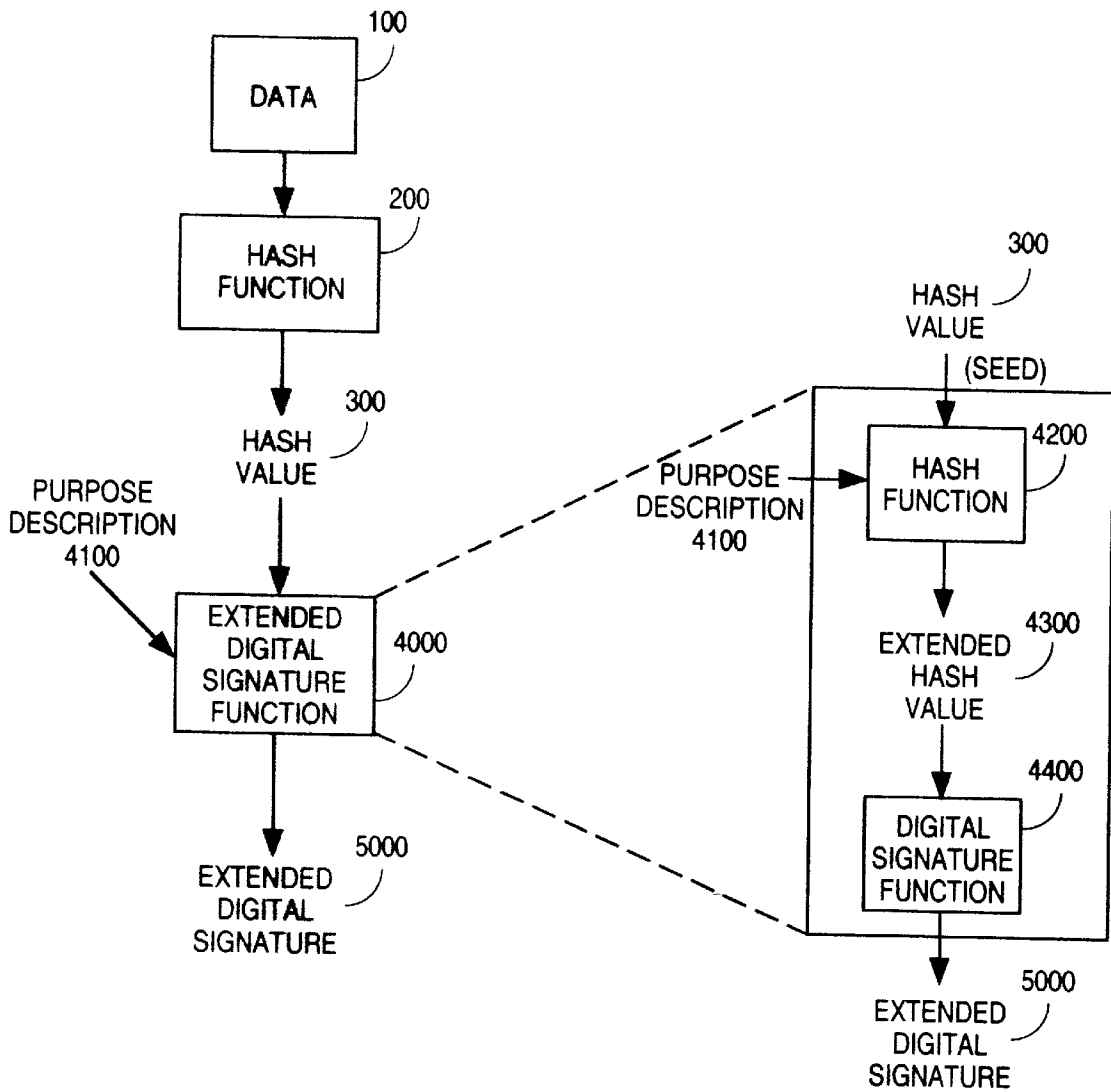 100
DATA
200
HASH
FUNCTION
300
HASH
VALUE
PURPOSE
DESCRIPTION
4100
EXTENDED
DIGITAL
SIGNATURE
FUNCTION
4000
5000
EXTENDED
DIGITAL
SIGNATURE
300
HASH
VALUE
(SEED)
4200
HASH
FUNCTION
PURPOSE
DESCRIPTION
4100
4300
EXTENDED
HASH
VALUE
4400
DIGITAL
SIGNATURE
FUNCTION
5000
EXTENDED
DIGITAL
SIGNATURE